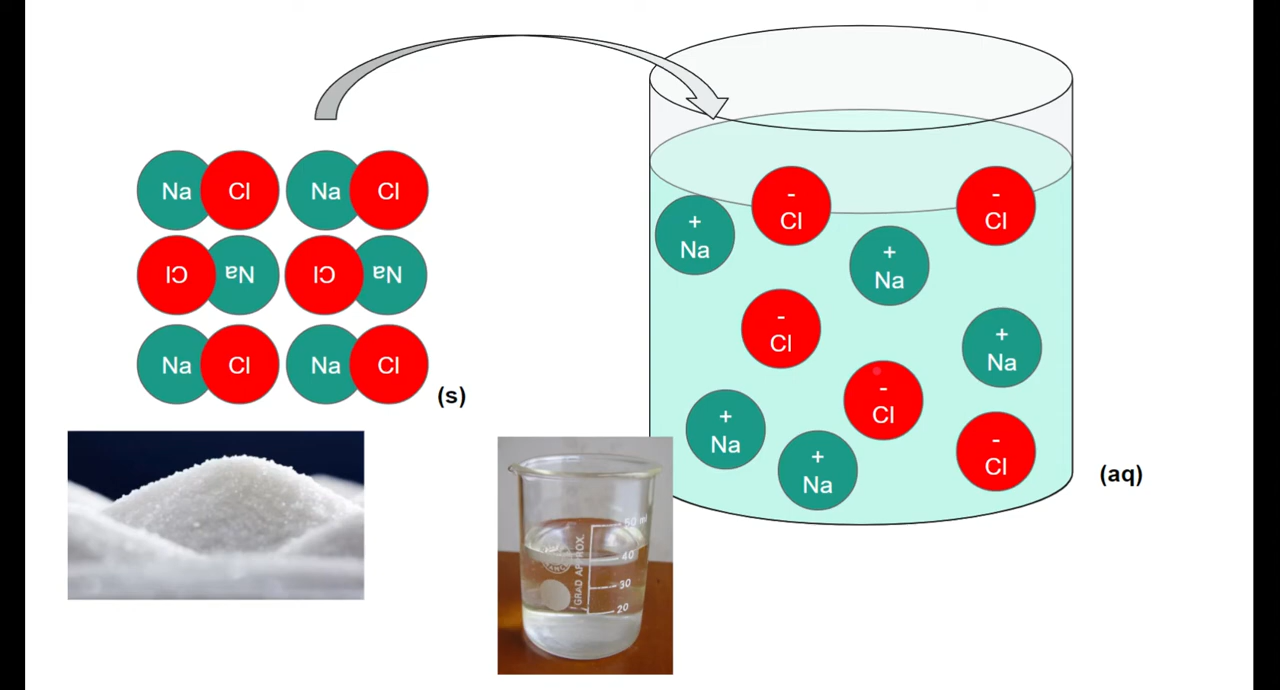 Na Cl Na Cl
Cl Na Cl Na
Na Cl Na Cl
(s)
-
Cl
-
Cl
+
Na
+
Na
-
Cl
+
Na
-
Cl
+
Na
+
Na
-
Cl
(aq)
50 ml
40
30
20
GRAD APPROX.